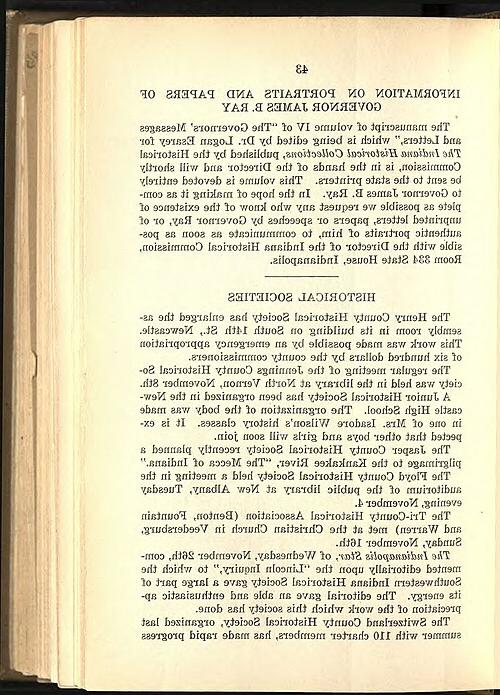 43
INFORMATION ON PORTRAITS AND PAPERS OF
GOVERNOR JAMES B. RAY
The manuscript of volume IV of "The Governors' Messages
and Letters," which is being edited by Dr. Logan Esarey for
The Indiana Historical Collections, published by the Historical
Commission, is in the hands of the Director and will shortly
be sent to the state printers. This volume is devoted entirely
to Governor James B. Ray. In the hope of making it as com-
plete as possible we request any who know of the existence of
unprinted letters, papers or speeches by Governor Ray, or of
authentic portraits of him, to communicate as soon as pos-
sible with the Director of the Indiana Historical Commission,
Room 334 State House, Indianapolis.
HISTORICAL SOCIETIES
The Henry County Historical Society has enlarged the as-
sembly room in its building on South 14th St., Newcastle.
This work was made possible by an emergency appropriation
of six hundred dollars by the county commissioners.
The regular meeting of the Jennings County Historical So-
ciety was held in the library at North Vernon, November 8th.
A Junior Historical Society has been organized in the New-
castle High School. The organization of the body was made
in one of Mrs. Isadore Wilson's history classes. It is ex-
pected that other boys and girls will soon join.
The Jasper County Historical Society recently planned a
pilgrimage to the Kankakee River, "The Mecca of Indiana."
The Floyd County Historical Society held a meeting in the
auditorium of the public library at New Albany, Tuesday
evening, November 4.
The Tri-County Historical Association (Benton, Fountain
and Warren) met at the Christian Church in Veedersburg,
Sunday, November 16th.
The Indianapolis Star, of Wednesday, November 26th, com-
mented editorially upon the "Lincoln Inquiry," to which the
Southwestern Indiana Historical Society gave a large part of
its energy. The editorial gave an able and enthusiastic ap-
preciation of the work which this society has done.
The Switzerland County Historical Society, organized last
summer with 110 charter members, has made rapid progress